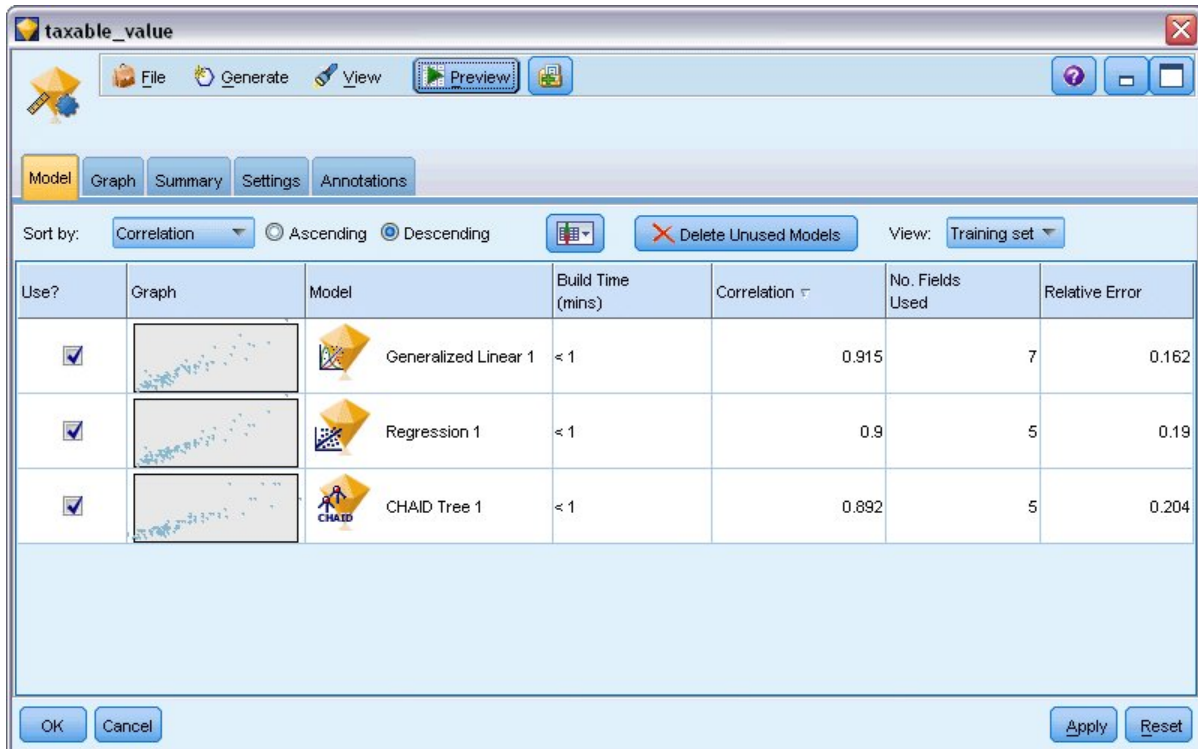 taxable_value
File Generate View Preview
Model Graph Summary Settings Annotations
Sort by: Correlation Ascending Descending Delete Unused Models View: Training set
Use? Graph Model Build Time (mins) Correlation No. Fields Used Relative Error
Generalized Linear 1 < 1 0.915 7 0.162
Regression 1 < 1 0.9 5 0.19
CHAID CHAID Tree 1 < 1 0.892 5 0.204
OK Cancel Apply Reset